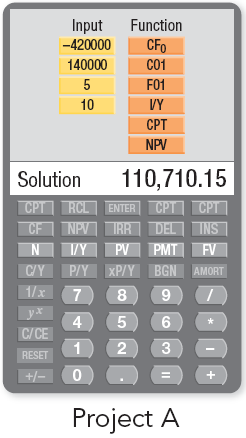 Input Function
-420000 CF0
140000 C01
5 F01
10 I/Y
CPT
NPV
Solution 110,710.15
CPT RCL ENTER CPT CPT
CF NPV IRR DEL INS
N I/Y PV PMT FV
C/Y P/Y xP/Y BGN AMORT
1/x 7 8 9 /
yx 4 5 6 *
C/CE 1 2 3 –
RESET
+/– 0 . = +
Project A